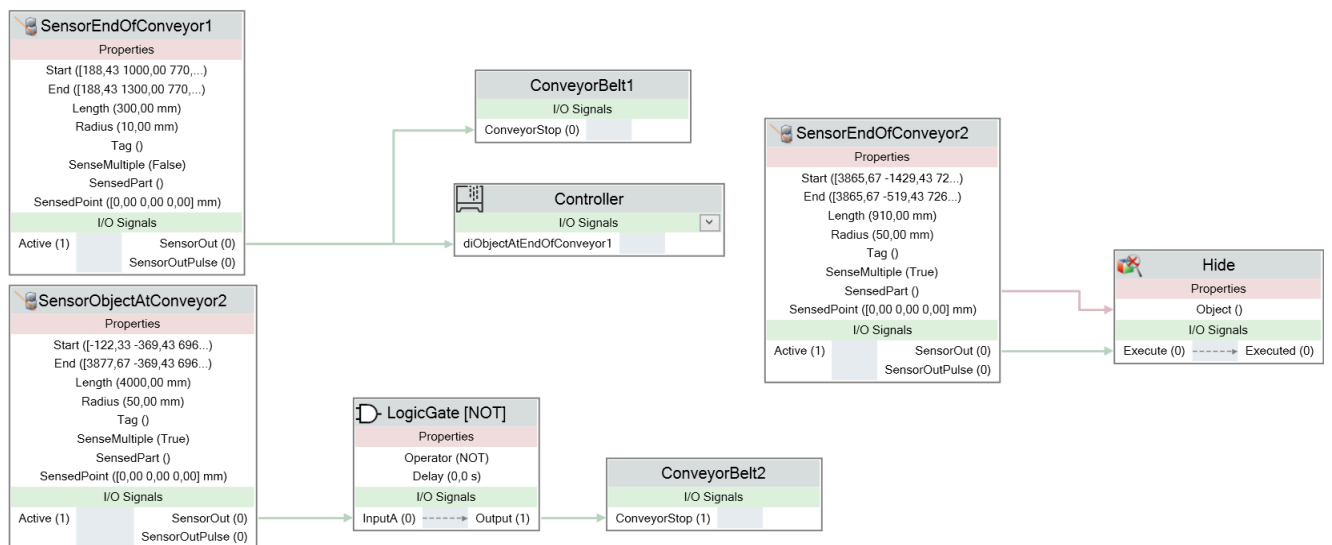 SensorEndOfConveyor1
Properties
Start ([188,43 1000,00 770,...)
End ([188,43 1300,00 770,...)
Length (300,00 mm)
Radius (10,00 mm)
Tag ()
SenseMultiple (False)
SensedPart ()
SensedPoint ([0,00 0,00 0,00] mm)
I/O Signals
Active (1) SensorOut (0)
SensorOutPulse (0)
ConveyorBelt1
I/O Signals
ConveyorStop (0)
Controller
I/O Signals
diObjectAtEndOfConveyor1
SensorEndOfConveyor2
Properties
Start ([3865,67 -1429,43 72...)
End ([3865,67 -519,43 726...)
Length (910,00 mm)
Radius (50,00 mm)
Tag ()
SenseMultiple (True)
SensedPart ()
SensedPoint ([0,00 0,00 0,00] mm)
I/O Signals
Active (1) SensorOut (0)
SensorOutPulse (0)
Hide
Properties
Object ()
I/O Signals
Execute (0) Executed (0)
SensorObjectAtConveyor2
Properties
Start ([-122,33 -369,43 696...)
End ([3877,67 -369,43 696...)
Length (4000,00 mm)
Radius (50,00 mm)
Tag ()
SenseMultiple (True)
SensedPart ()
SensedPoint ([0,00 0,00 0,00] mm)
I/O Signals
Active (1) SensorOut (0)
SensorOutPulse (0)
LogicGate [NOT]
Properties
Operator (NOT)
Delay (0,0 s)
I/O Signals
InputA (0) Output (1)
ConveyorBelt2
I/O Signals
ConveyorStop (1)